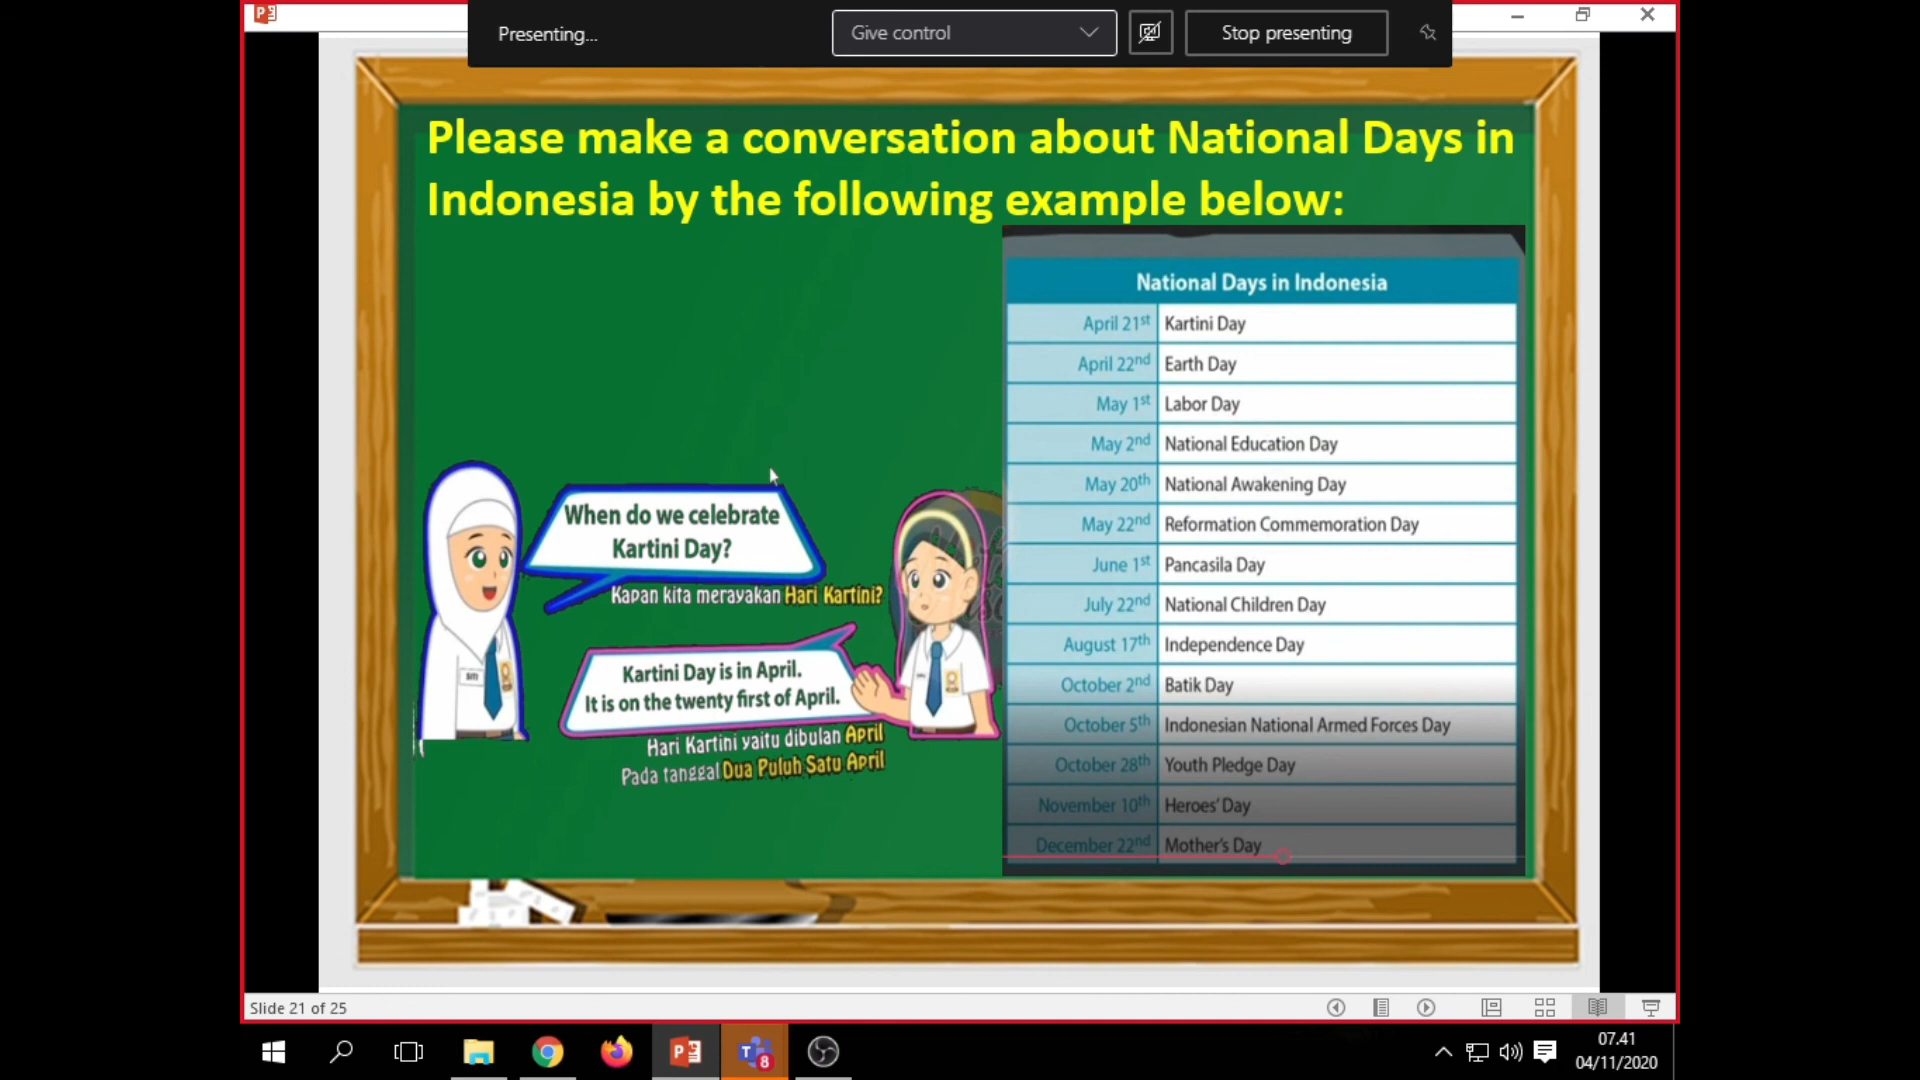 Presenting...
Give control
Stop presenting
Please make a conversation about National Days in
Indonesia by the following example below:
When do we celebrate
Kartini Day?
Kapan kita merayakan Hari Kartini?
Kartini Day is in April.
It is on the twenty first of April.
Hari Kartini yaitu dibulan April
Pada tanggal Dua Puluh Satu April
National Days in Indonesia
April 21st Kartini Day
April 22nd Earth Day
May 1st Labor Day
May 2nd National Education Day
May 20th National Awakening Day
May 22nd Reformation Commemoration Day
June 1st Pancasila Day
July 22nd National Children Day
August 17th Independence Day
October 2nd Batik Day
October 5th Indonesian National Armed Forces Day
October 28th Youth Pledge Day
November 10th Heroes' Day
December 22nd Mother's Day
Slide 21 of 25
8
07.41
04/11/2020